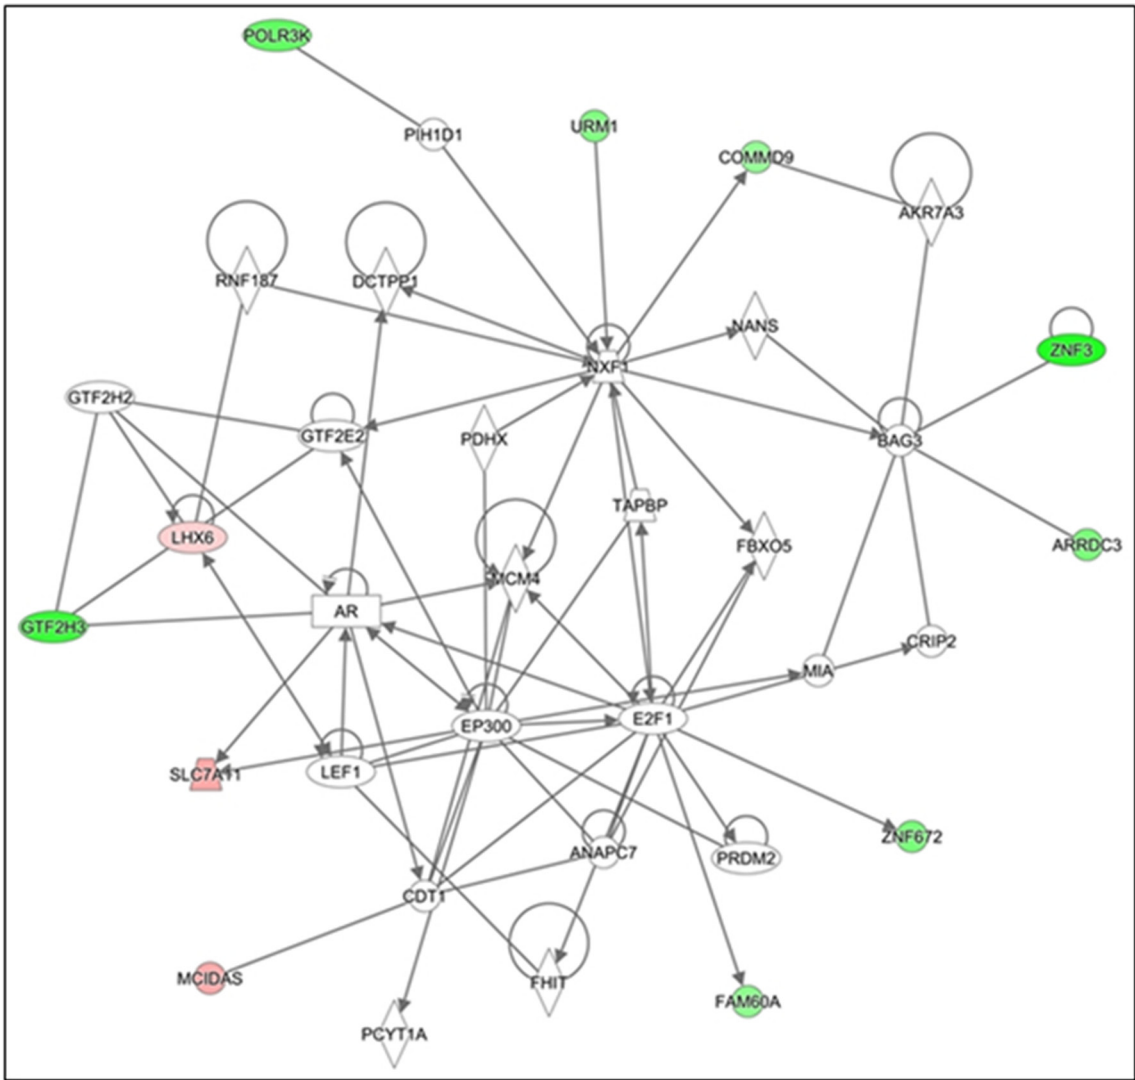 POLR3K
PIH1D1
URM1
COMMD9
AKR7A3
RNF187
DCTPP1
NANS
ZNF3
NXF1
GTF2H2
GTF2E2
PDHX
BAG3
TAPBP
LHX6
FBXO5
ARRDC3
MCM4
AR
GTF2H3
CRIP2
MIA
EP300
E2F1
SLC7A11
LEF1
ZNF672
ANAPC7
PRDM2
CDT1
MCIDAS
FHIT
FAM60A
PCYT1A